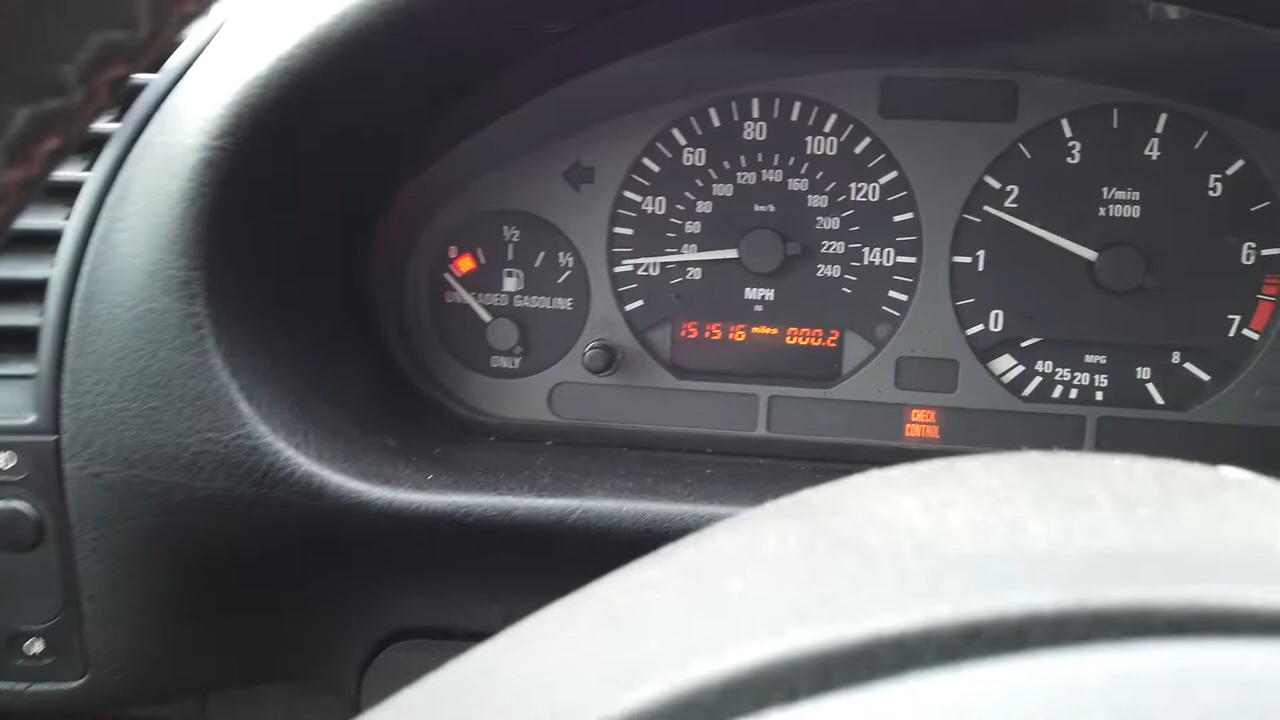 0 1/2 1/1
UNLEADED GASOLINE
ONLY
20 40 60 80 100 120 140
20 40 60 80 100 120 140 160 180 200 220 240
km/h
MPH
151516 miles 000.2
CHECK
CONTROL
0 1 2 3 4 5 6 7
1/min
x1000
MPG
40 25 20 15 10 8